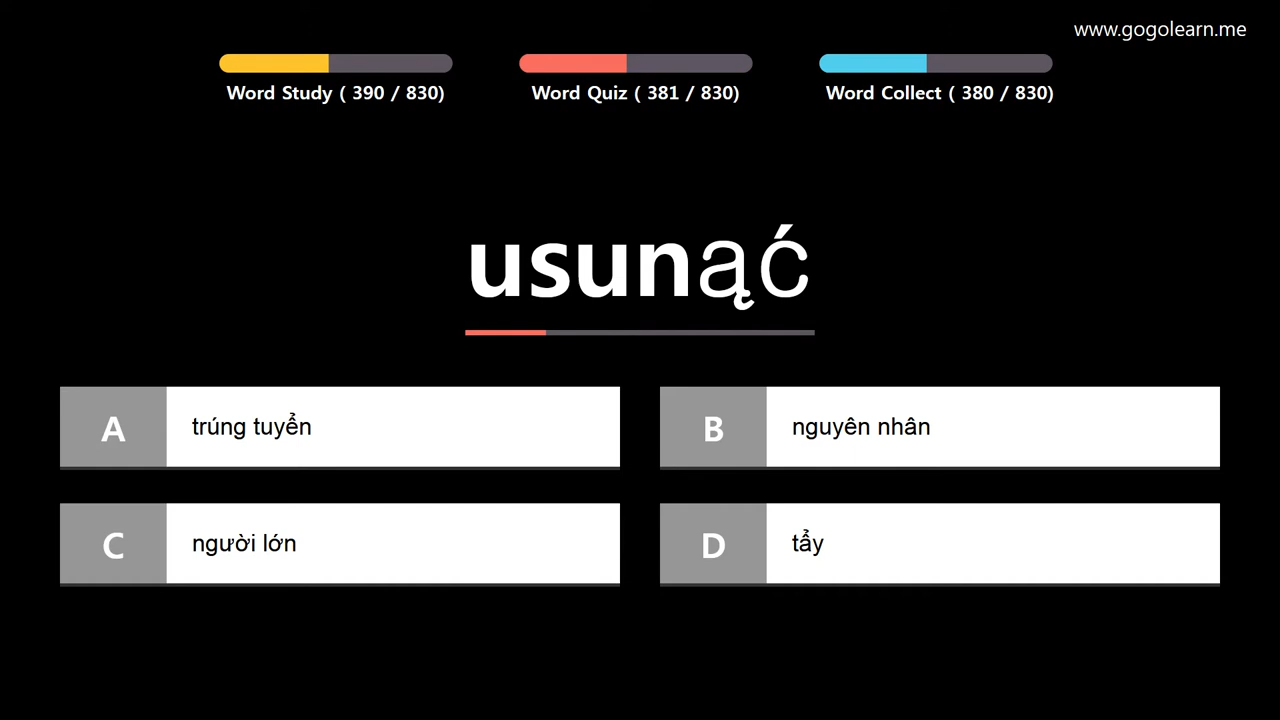 www.gogolearn.me
Word Study ( 390 / 830)
Word Quiz ( 381 / 830)
Word Collect ( 380 / 830)
usunąć
A
trúng tuyển
B
nguyên nhân
C
người lớn
D
tẩy